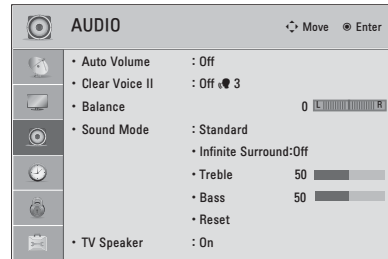 AUDIO Move Enter
• Auto Volume : Off
• Clear Voice II : Off 3
• Balance 0 L R
• Sound Mode : Standard
• Infinite Surround:Off
• Treble 50
• Bass 50
• Reset
• TV Speaker : On